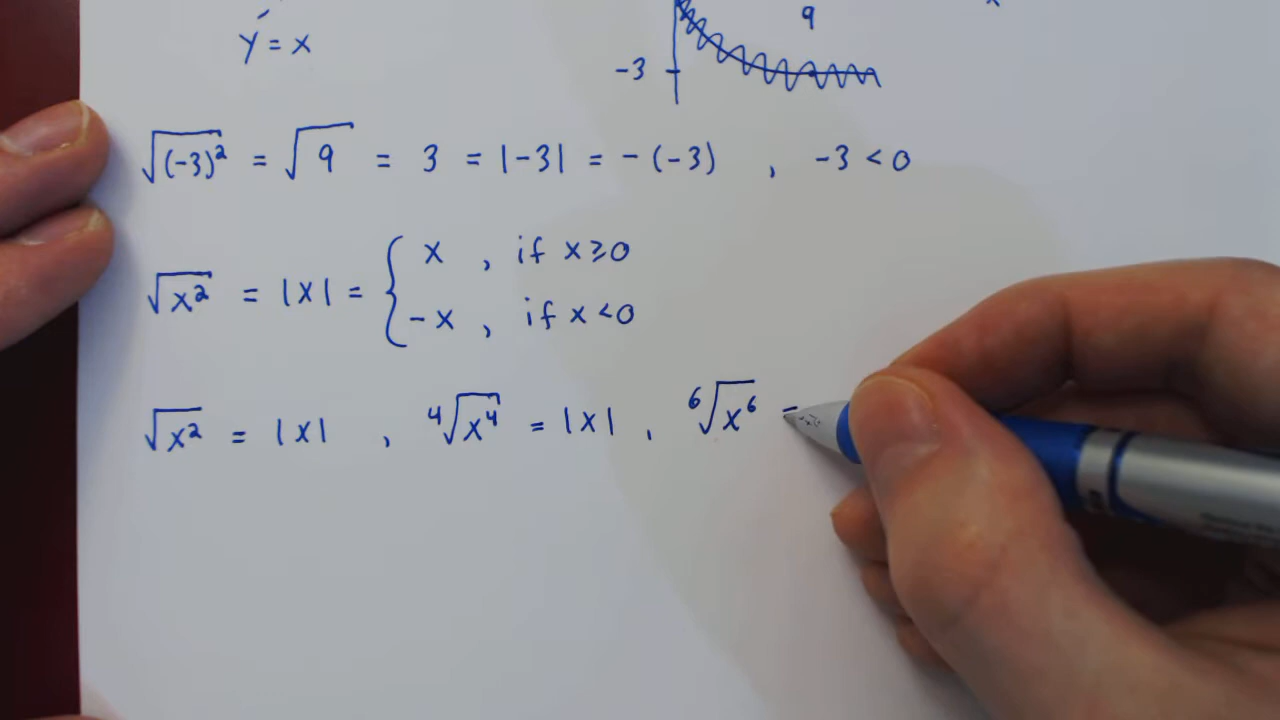 9
y = x
-3
√(-3)² = √9 = 3 = |-3| = -(-3) , -3 < 0
√x² = |x| = { x , if x ≥ 0
-x , if x < 0
√x² = |x| , ⁴√x⁴ = |x| , ⁶√x⁶ =